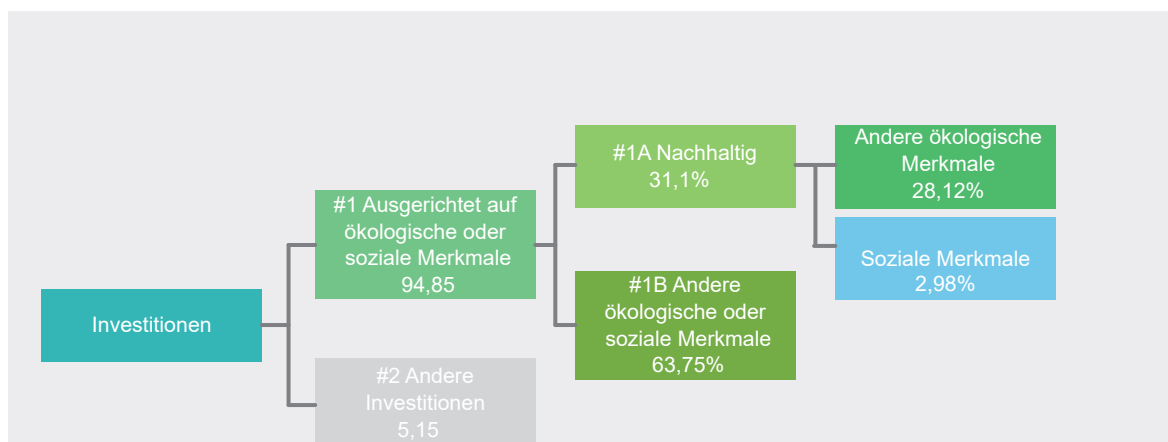 Investitionen
#1 Ausgerichtet auf
ökologische oder
soziale Merkmale
94,85
#2 Andere
Investitionen
5,15
#1A Nachhaltig
31,1%
#1B Andere
ökologische oder
soziale Merkmale
63,75%
Andere ökologische
Merkmale
28,12%
Soziale Merkmale
2,98%